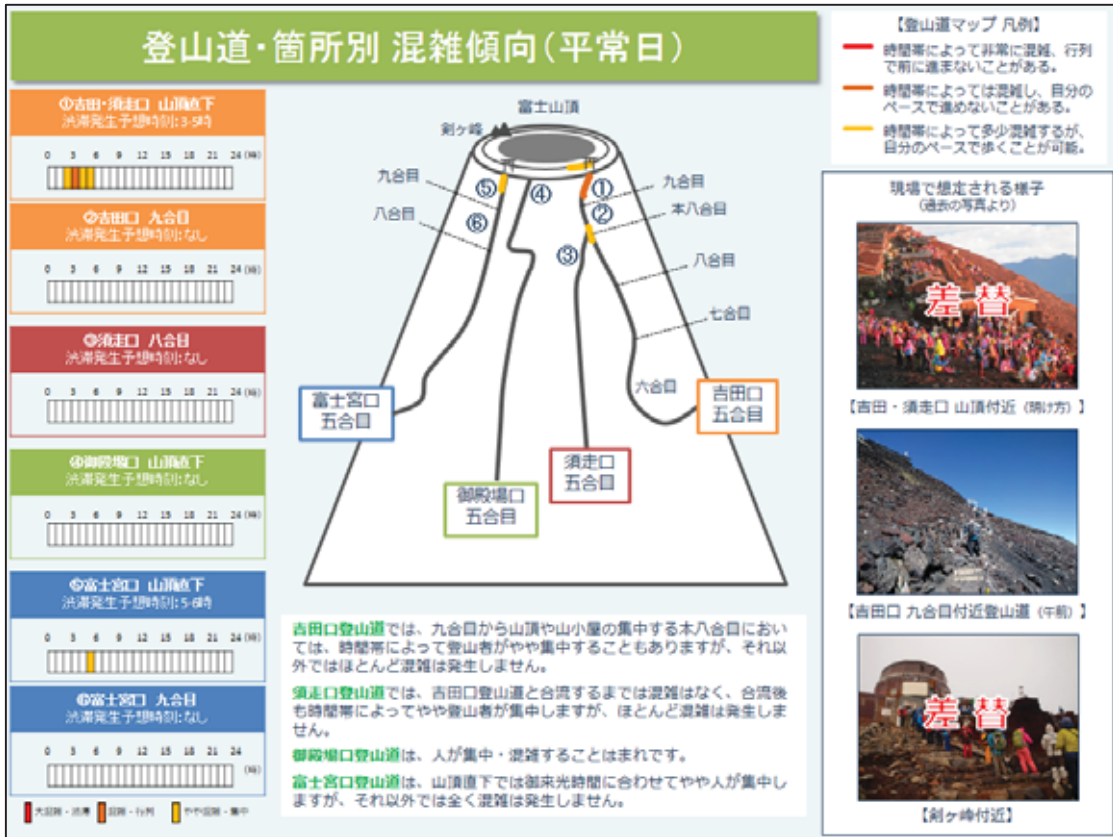 登山道・箇所別 混雑傾向(平常日)
①吉田・須走口 山頂直下
渋滞発生予想時刻:3-5時
0 3 6 9 12 15 18 21 24 (時)
②吉田口 九合目
渋滞発生予想時刻:なし
0 3 6 9 12 15 18 21 24 (時)
③須走口 八合目
渋滞発生予想時刻:なし
0 3 6 9 12 15 18 21 24 (時)
④御殿場口 山頂直下
渋滞発生予想時刻:なし
0 3 6 9 12 15 18 21 24 (時)
⑤富士宮口 山頂直下
渋滞発生予想時刻:5-6時
0 3 6 9 12 15 18 21 24 (時)
⑥富士宮口 九合目
渋滞発生予想時刻:なし
0 3 6 9 12 15 18 21 24
(時)
大混雑・渋滞 混雑・行列 やや混雑・集中
富士山頂
剣ヶ峰
九合目
八合目
⑤
⑥
④
①
②
③
九合目
本八合目
八合目
七合目
六合目
富士宮口
五合目
御殿場口
五合目
須走口
五合目
吉田口
五合目
吉田口登山道では、九合目から山頂や山小屋の集中する本八合目にお
いては、時間帯によって登山者がやや集中することもありますが、それ以
外ではほとんど混雑は発生しません。
須走口登山道では、吉田口登山道と合流するまでは混雑はなく、合流後
も時間帯によってやや登山者が集中しますが、ほとんど混雑は発生しま
せん。
御殿場口登山道は、人が集中・混雑することはまれです。
富士宮口登山道は、山頂直下では御来光時間に合わせてやや人が集中し
ますが、それ以外では全く混雑は発生しません。
【登山道マップ 凡例】
時間帯によって非常に混雑、行列
で前に進まないことがある。
時間帯によっては混雑し、自分の
ペースで進めないことがある。
時間帯によって多少混雑するが、
自分のペースで歩くことが可能。
現場で想定される様子
(過去の写真より)
差替
【吉田・須走口 山頂付近(明け方)】
【吉田口 九合目付近登山道(午前)】
差替
【剣ヶ峰付近】